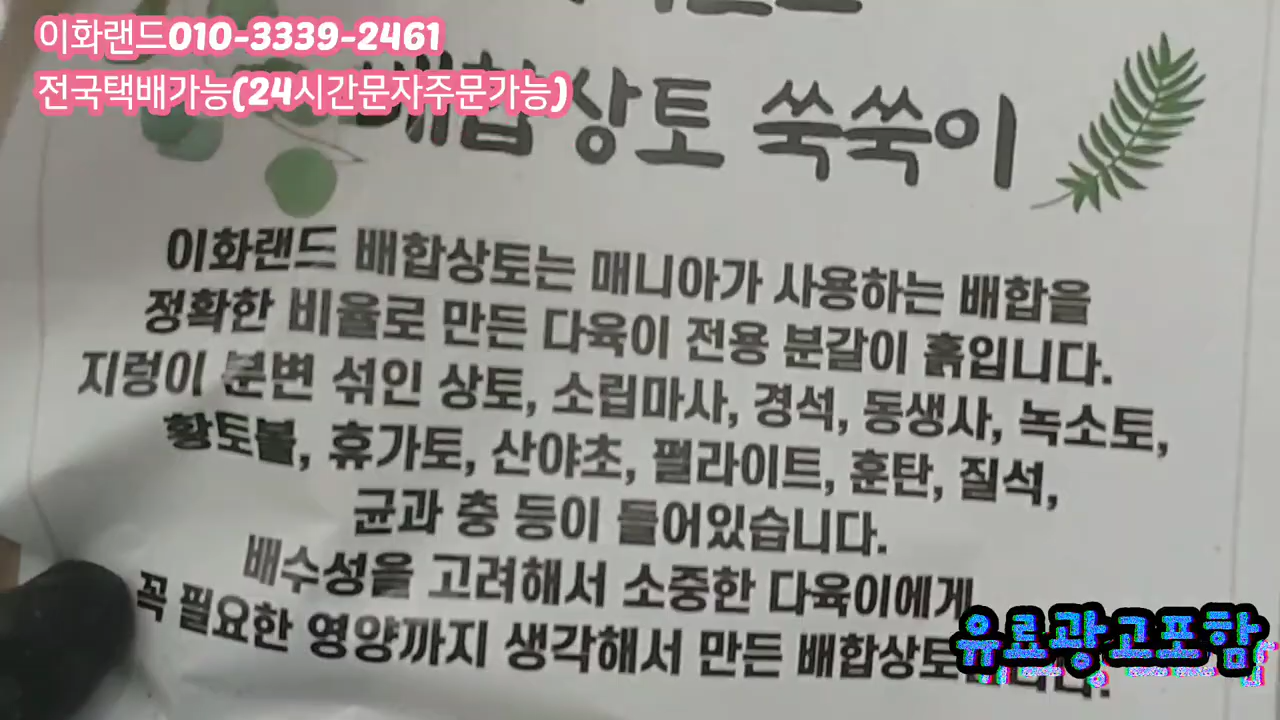 이화랜드010-3339-2461
전국택배가능(24시간문자주문가능)
배합 상토 쑥쑥이
이화랜드 배합상토는 매니아가 사용하는 배합을
정확한 비율로 만든 다육이 전용 분갈이 흙입니다.
지렁이 분변 섞인 상토, 소립마사, 경석, 동생사, 녹소토,
황토볼, 휴가토, 산야초, 펄라이트, 훈탄, 질석,
균과 충 등이 들어있습니다.
배수성을 고려해서 소중한 다육이에게
꼭 필요한 영양까지 생각해서 만든 배합상토
유료광고포함